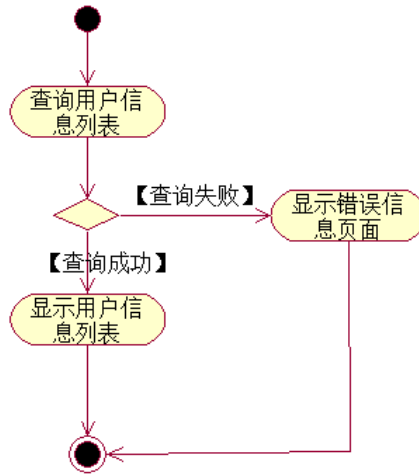 查询用户信
息列表
【查询失败】
显示错误信
息页面
【查询成功】
显示用户信
息列表